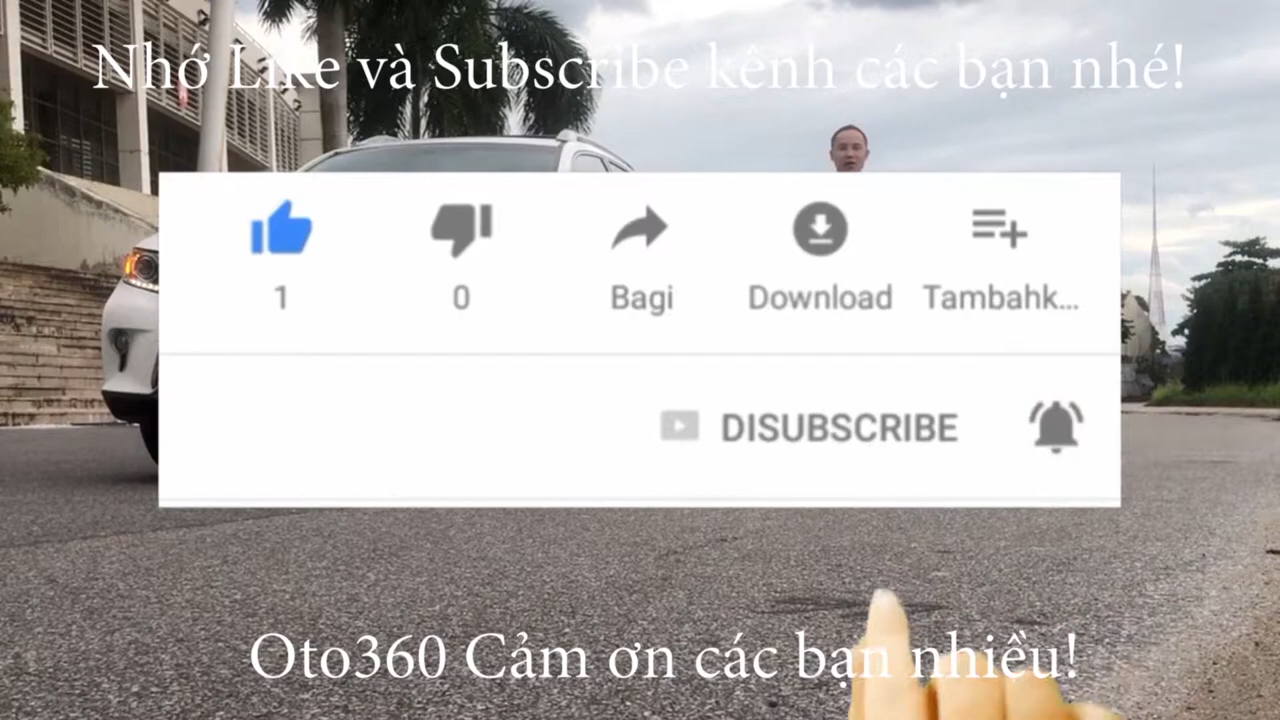 Nhớ Like và Subscribe kênh các bạn nhé!
1 0 Bagi Download Tambahk...
DISUBSCRIBE
Oto360 Cảm ơn các bạn nhiều!